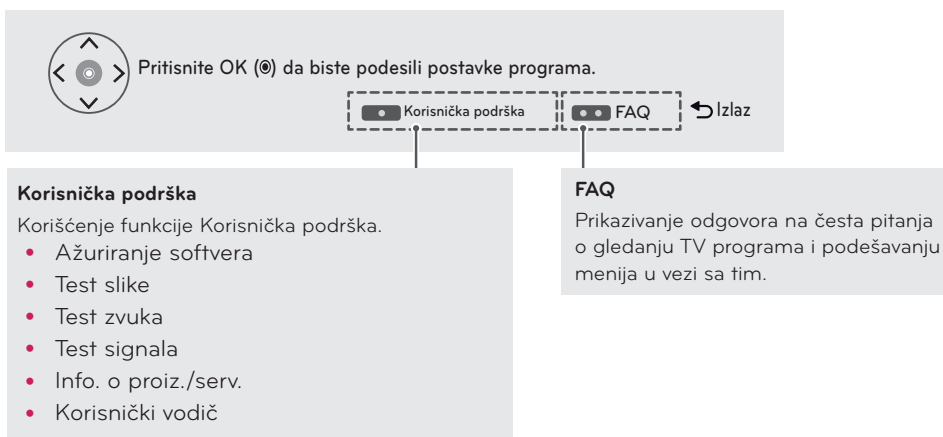 Pritisnite OK (◉) da biste podesili postavke programa.
Korisnička podrška
FAQ
Izlaz
Korisnička podrška
Korišćenje funkcije Korisnička podrška.
• Ažuriranje softvera
• Test slike
• Test zvuka
• Test signala
• Info. o proiz./serv.
• Korisnički vodič
FAQ
Prikazivanje odgovora na česta pitanja
o gledanju TV programa i podešavanju
menija u vezi sa tim.